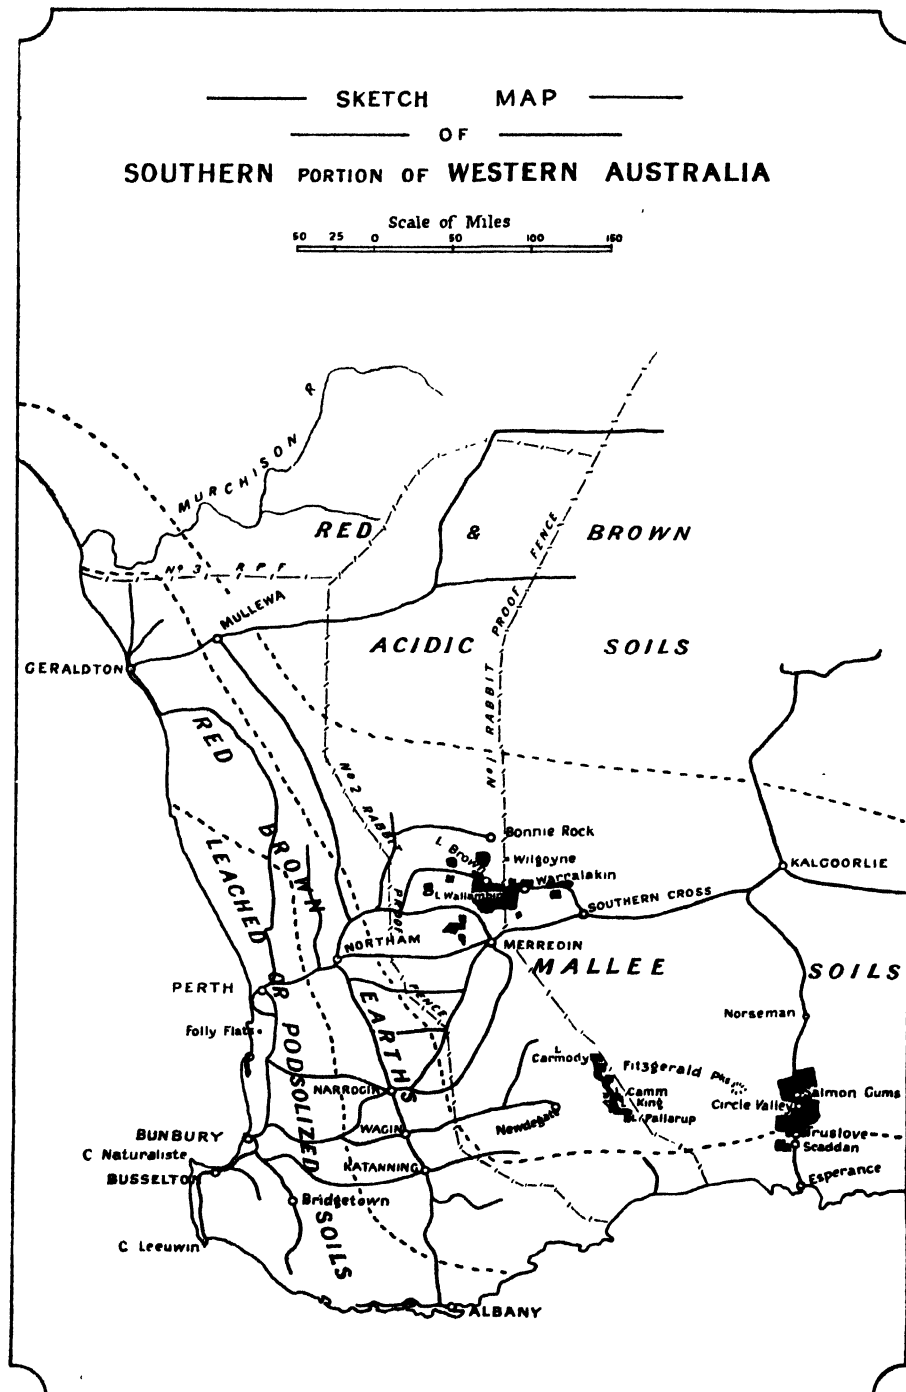 SKETCH MAP
OF
SOUTHERN PORTION OF WESTERN AUSTRALIA
Scale of Miles
50 25 0 50 100 150
MURCHISON R
RED & BROWN
Nº 3 R P F
FENCE
PROOF
MULLEWA
ACIDIC SOILS
GERALDTON
Nº 1 RABBIT
RED
Nº 2 RABBIT
BROWN
Bonnie Rock
L Brown
Wilgoyne
KALGOORLIE
LEACHED
Warralakin
L Wallambin
SOUTHERN CROSS
PROOF
NORTHAM
MERREDIN
MALLEE SOILS
PERTH
OR
EARTHS
FENCE
Norseman
Folly Flats
PODSOLIZED
L
Carmody
Fitzgerald Pks
NARROGIN
L Camm
Salmon Gums
L King
Circle Valley
L Pallarup
Newdegate
WAGIN
BUNBURY
Truslove
C Naturaliste
Scaddan
KATANNING
BUSSELTON
Esperance
Bridgetown
SOILS
C Leeuwin
ALBANY